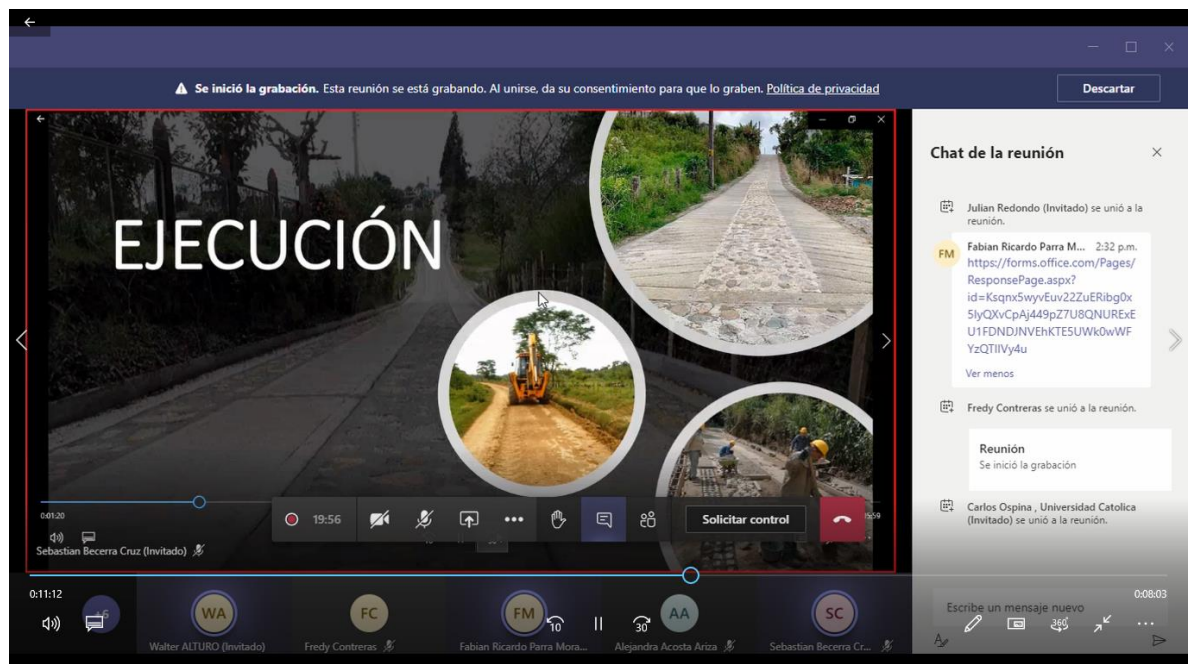 Se inició la grabación. Esta reunión se está grabando. Al unirse, da su consentimiento para que lo graben. Política de privacidad
Descartar
EJECUCIÓN
0:01:20
19:56
Solicitar control
Sebastian Becerra Cruz (Invitado)
Chat de la reunión
Julian Redondo (Invitado) se unió a la
reunión.
FM
Fabian Ricardo Parra M... 2:32 p.m.
https://forms.office.com/Pages/
ResponsePage.aspx?
Ver menos
Fredy Contreras se unió a la reunión.
Reunión
Se inició la grabación
Carlos Ospina , Universidad Catolica
(Invitado) se unió a la reunión.
Escribe un mensaje nuevo
0:11:12
0:08:03
+6
WA
FC
FM
AA
SC
10
30
360
Walter ALTURO (Invitado)
Fredy Contreras
Fabian Ricardo Parra Mora...
Alejandra Acosta Ariza
Sebastian Becerra Cr...